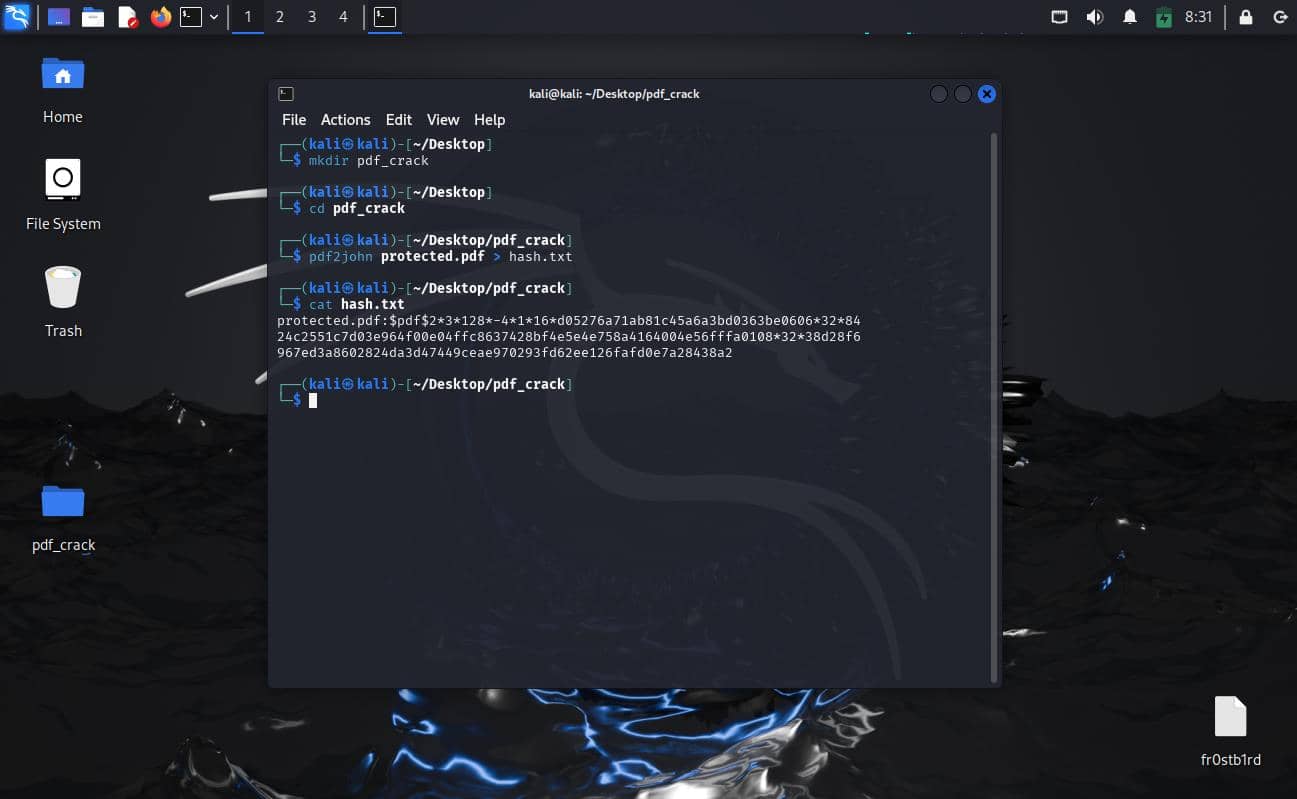 1 2 3 4
8:31
Home
File System
Trash
pdf_crack
kali@kali: ~/Desktop/pdf_crack
File Actions Edit View Help
┌──(kali㉿kali)-[~/Desktop]
└─$ mkdir pdf_crack
┌──(kali㉿kali)-[~/Desktop]
└─$ cd pdf_crack
┌──(kali㉿kali)-[~/Desktop/pdf_crack]
└─$ pdf2john protected.pdf > hash.txt
┌──(kali㉿kali)-[~/Desktop/pdf_crack]
└─$ cat hash.txt
protected.pdf:$pdf$2*3*128*-4*1*16*d05276a71ab81c45a6a3bd0363be0606*32*84
24c2551c7d03e964f00e04ffc8637428bf4e5e4e758a4164004e56fffa0108*32*38d28f6
967ed3a8602824da3d47449ceae970293fd62ee126fafd0e7a28438a2
┌──(kali㉿kali)-[~/Desktop/pdf_crack]
└─$
fr0stb1rd